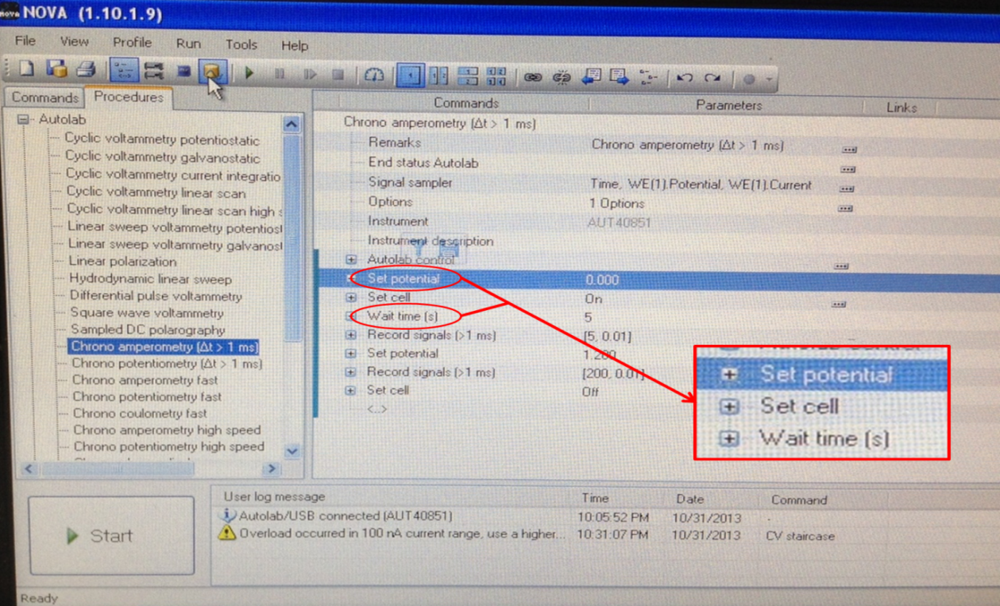 NOVA (1.10.1.9)
File View Profile Run Tools Help
Commands Procedures
Autolab
Cyclic voltammetry potentiostatic
Cyclic voltammetry galvanostatic
Cyclic voltammetry current integratio
Cyclic voltammetry linear scan
Cyclic voltammetry linear scan high s
Linear sweep voltammetry potentiost
Linear sweep voltammetry galvanost
Linear polarization
Hydrodynamic linear sweep
Differential pulse voltammetry
Square wave voltammetry
Sampled DC polarography
Chrono amperometry (Δt > 1 ms)
Chrono potentiometry (Δt > 1 ms)
Chrono amperometry fast
Chrono potentiometry fast
Chrono coulometry fast
Chrono amperometry high speed
Chrono potentiometry high speed
Commands Parameters Links
Chrono amperometry (Δt > 1 ms)
Remarks Chrono amperometry (Δt > 1 ms)
End status Autolab
Signal sampler Time, WE(1).Potential, WE(1).Current
Options 1 Options
Instrument AUT40851
Instrument description
Autolab control
Set potential 0.000
Set cell On
Wait time (s) 5
Record signals (>1 ms) [5, 0.01]
Set potential 1.200
Record signals (>1 ms) [200, 0.01]
Set cell Off
<..>
Set potential
Set cell
Wait time (s)
Start
User log message Time Date Command
Autolab/USB connected (AUT40851) 10:05:52 PM 10/31/2013 -
Overload occurred in 100 nA current range, use a higher... 10:31:07 PM 10/31/2013 CV staircase
Ready